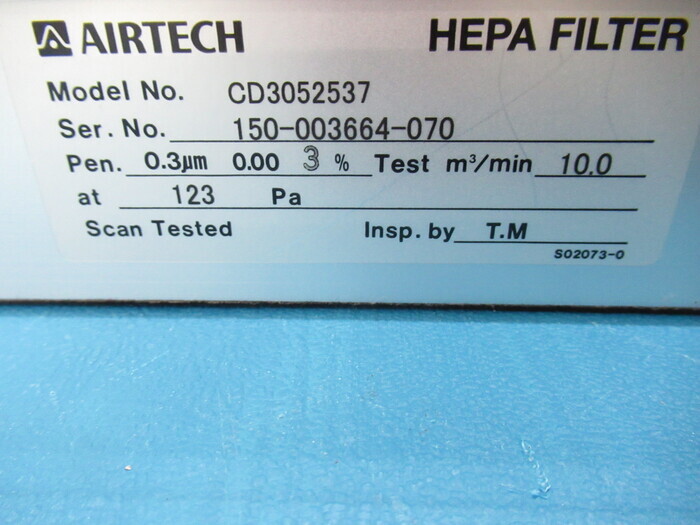 AIRTECH HEPA FILTER
Model No. CD3052537
Ser. No. 150-003664-070
Pen. 0.3μm 0.00 3 % Test m³/min 10.0
at 123 Pa
Scan Tested Insp. by T.M
S02073-0